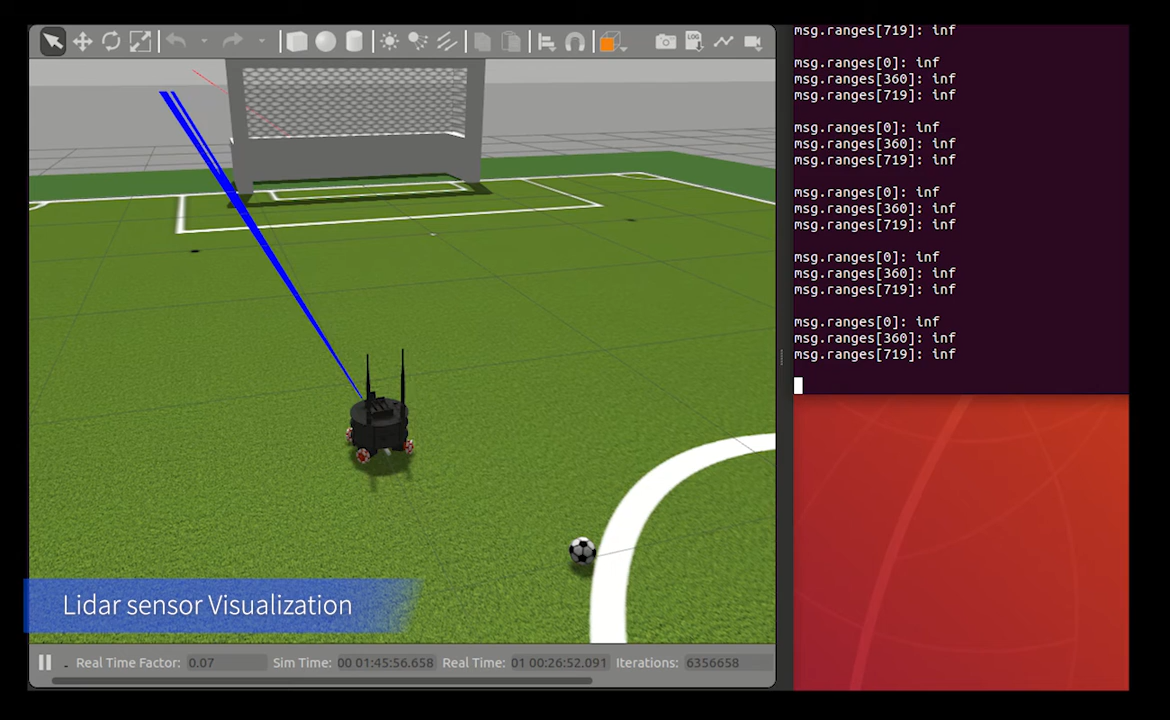 LOG
msg.ranges[719]: inf
msg.ranges[0]: inf
msg.ranges[360]: inf
msg.ranges[719]: inf
msg.ranges[0]: inf
msg.ranges[360]: inf
msg.ranges[719]: inf
msg.ranges[0]: inf
msg.ranges[360]: inf
msg.ranges[719]: inf
msg.ranges[0]: inf
msg.ranges[360]: inf
msg.ranges[719]: inf
msg.ranges[0]: inf
msg.ranges[360]: inf
msg.ranges[719]: inf
Lidar sensor Visualization
Real Time Factor: 0.07 Sim Time: 00 01:45:56.658 Real Time: 01 00:26:52.091 Iterations: 6356658